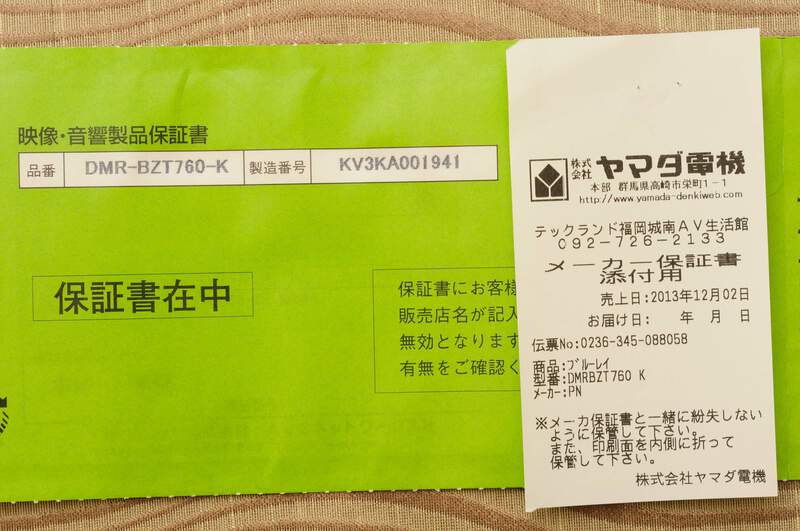 映像・音響製品保証書
品番 DMR-BZT760-K 製造番号 KV3KA001941
保証書在中
保証書にお客様
販売店名が記入
無効となります
有無をご確認く
株式会社 ヤマダ電機
本部 群馬県高崎市栄町1-1
http://www.yamada-denkiweb.com
テックランド福岡城南AV生活館
092-726-2133
メーカー保証書
添付用
売上日:2013年12月02日
お届け日: 年 月 日
伝票No:0236-345-088058
商品:ブルーレイ
型番:DMRBZT760 K
メーカー:PN
※メーカ保証書と一緒に紛失しない
ように保管して下さい。
また、印刷面を内側に折って
保管して下さい。
株式会社ヤマダ電機